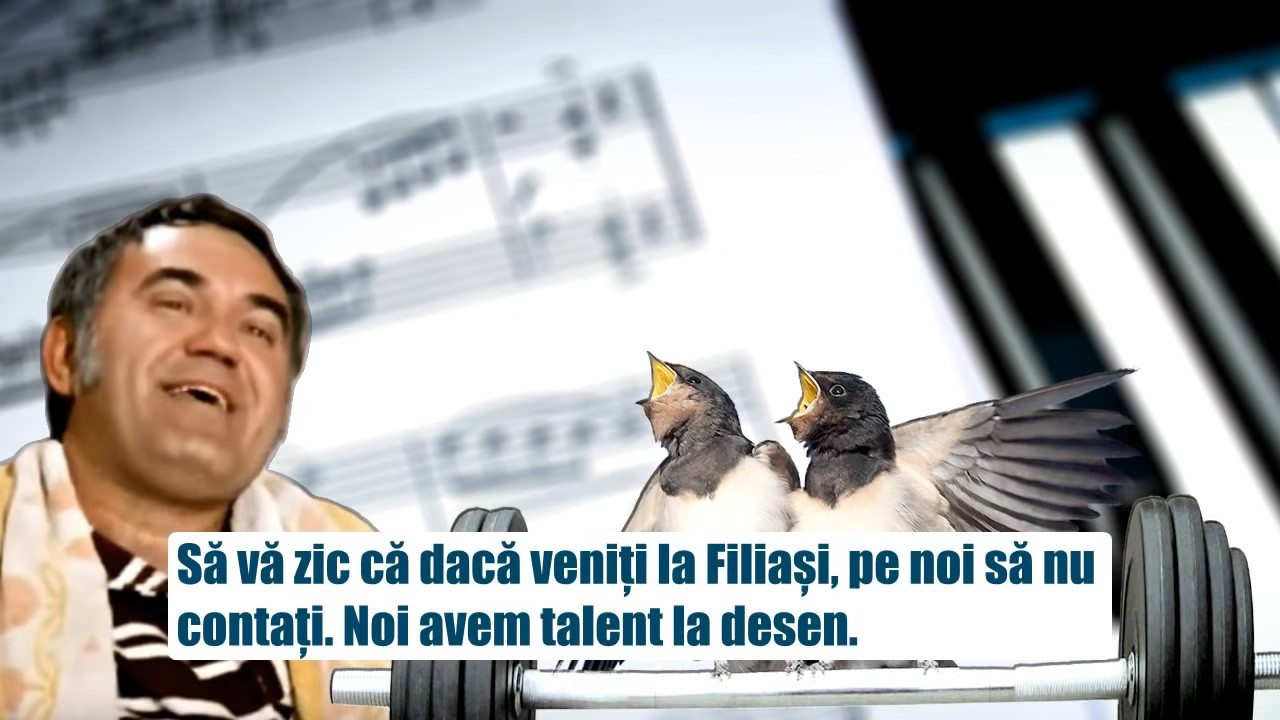 Să vă zic că dacă veniți la Filiași, pe noi să nu
contați. Noi avem talent la desen.